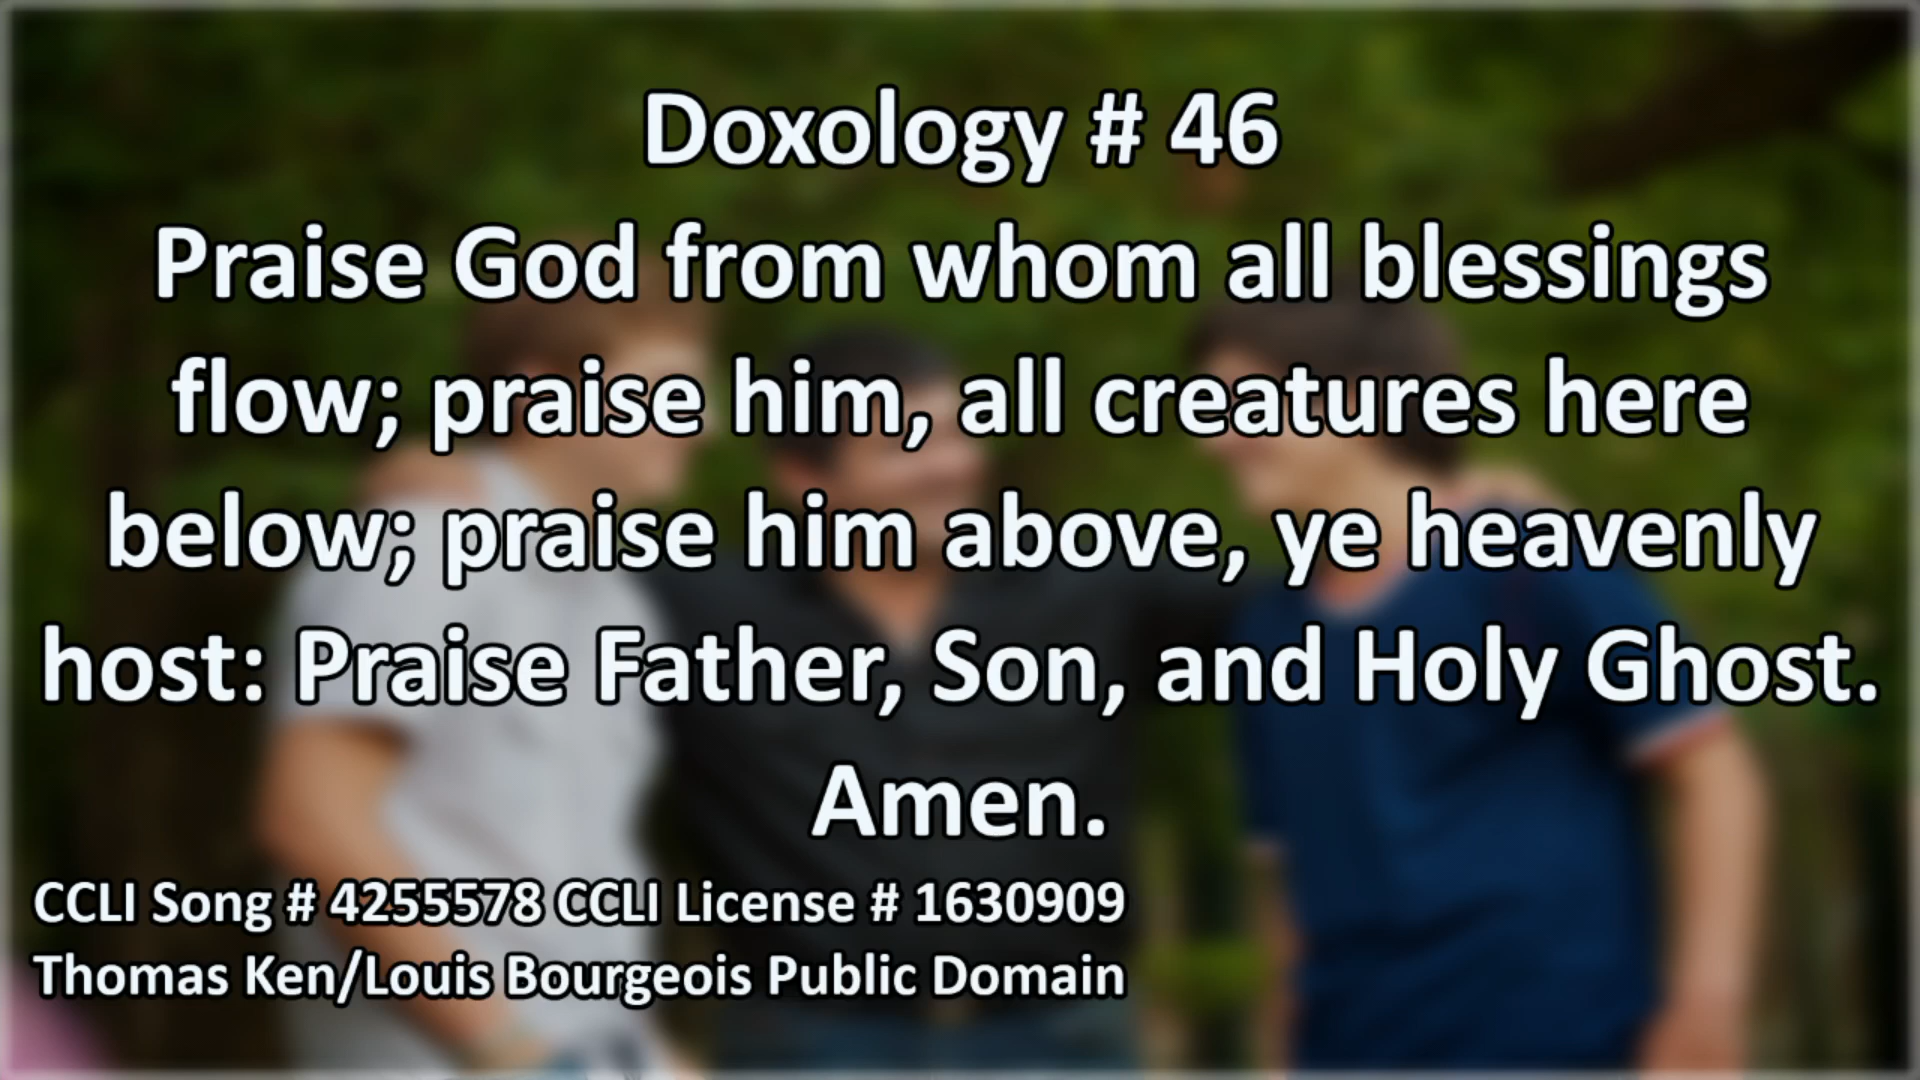 Doxology # 46
Praise God from whom all blessings
flow; praise him, all creatures here
below; praise him above, ye heavenly
host: Praise Father, Son, and Holy Ghost.
Amen.
CCLI Song # 4255578 CCLI License # 1630909
Thomas Ken/Louis Bourgeois Public Domain